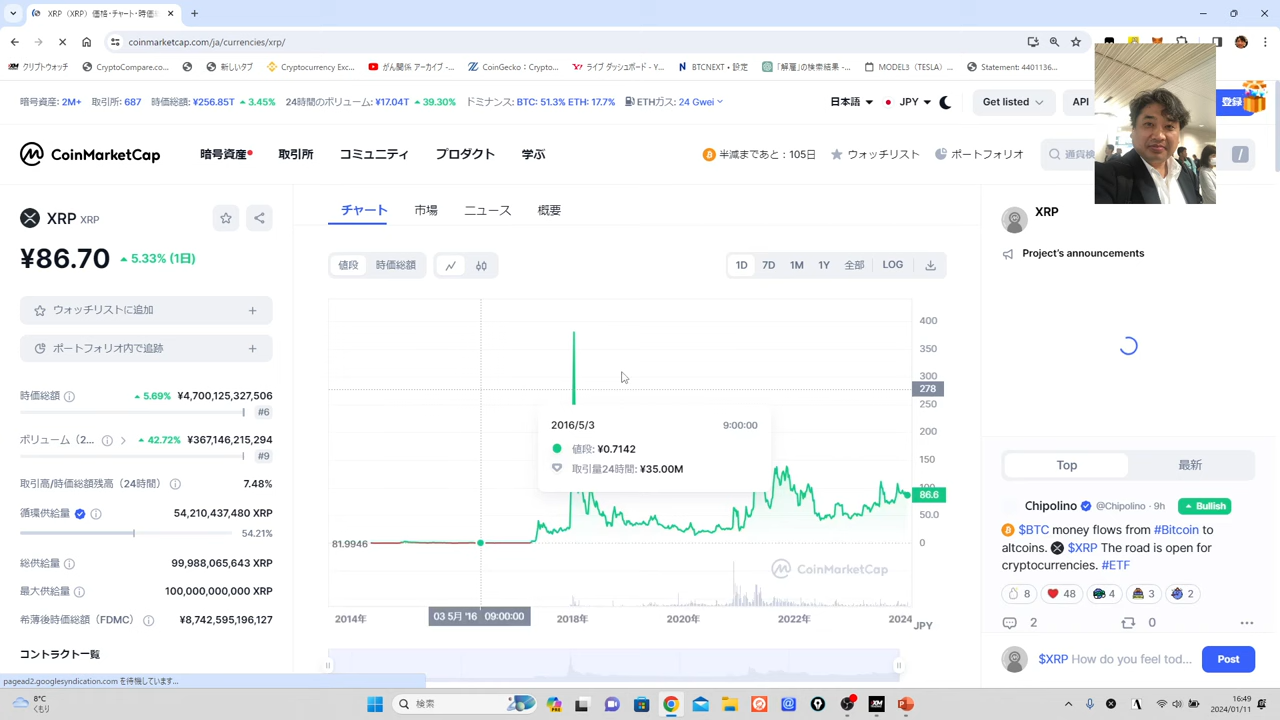 XRP（XRP）価格・チャート・時価総
coinmarketcap.com/ja/currencies/xrp/
クリプトウォッチ
CryptoCompare.co...
新しいタブ
Cryptocurrency Exc...
がん関係 アーカイブ -...
CoinGecko：Crypto...
ライブ ダッシュボード - Y...
BTCNEXT • 設定
「解雇」の検索結果 -...
MODEL3（TESLA）...
Statement: 4401136...
暗号資産: 2M+ 取引所: 687 時価総額: ¥256.85T 3.45% 24時間のボリューム: ¥17.04T 39.30% ドミナンス: BTC: 51.3% ETH: 17.7% ETHガス: 24 Gwei
日本語 JPY Get listed API 登録
CoinMarketCap
暗号資産 取引所 コミュニティ プロダクト 学ぶ
半減まであと：105日 ウォッチリスト ポートフォリオ 通貨検 /
XRP XRP
¥86.70 5.33% (1日)
ウォッチリストに追加 +
ポートフォリオ内で追跡 +
時価総額 5.69% ¥4,700,125,327,506
#6
ボリューム（2... 42.72% ¥367,146,215,294
#9
取引高/時価総額残高（24時間） 7.48%
循環供給量 54,210,437,480 XRP
54.21%
総供給量 99,988,065,643 XRP
最大供給量 100,000,000,000 XRP
希薄後時価総額（FDMC） ¥8,742,595,196,127
コントラクト一覧
チャート 市場 ニュース 概要
値段 時価総額
1D 7D 1M 1Y 全部 LOG
400
350
300
278
250
200
150
100
86.6
50.0
0
2016/5/3 9:00:00
値段: ¥0.7142
取引量24時間: ¥35.00M
81.9946
CoinMarketCap
03 5月 '16 09:00:00
2014年 2018年 2020年 2022年 2024
JPY
XRP
Project's announcements
Top 最新
Chipolino @Chipolino · 9h Bullish
$BTC money flows from #Bitcoin to
altcoins. $XRP The road is open for
cryptocurrencies. #ETF
8 48 4 3 2
2 0
$XRP How do you feel tod... Post
pagead2.googlesyndication.com を待機しています...
8°C
くもり
検索
16:49
2024/01/11